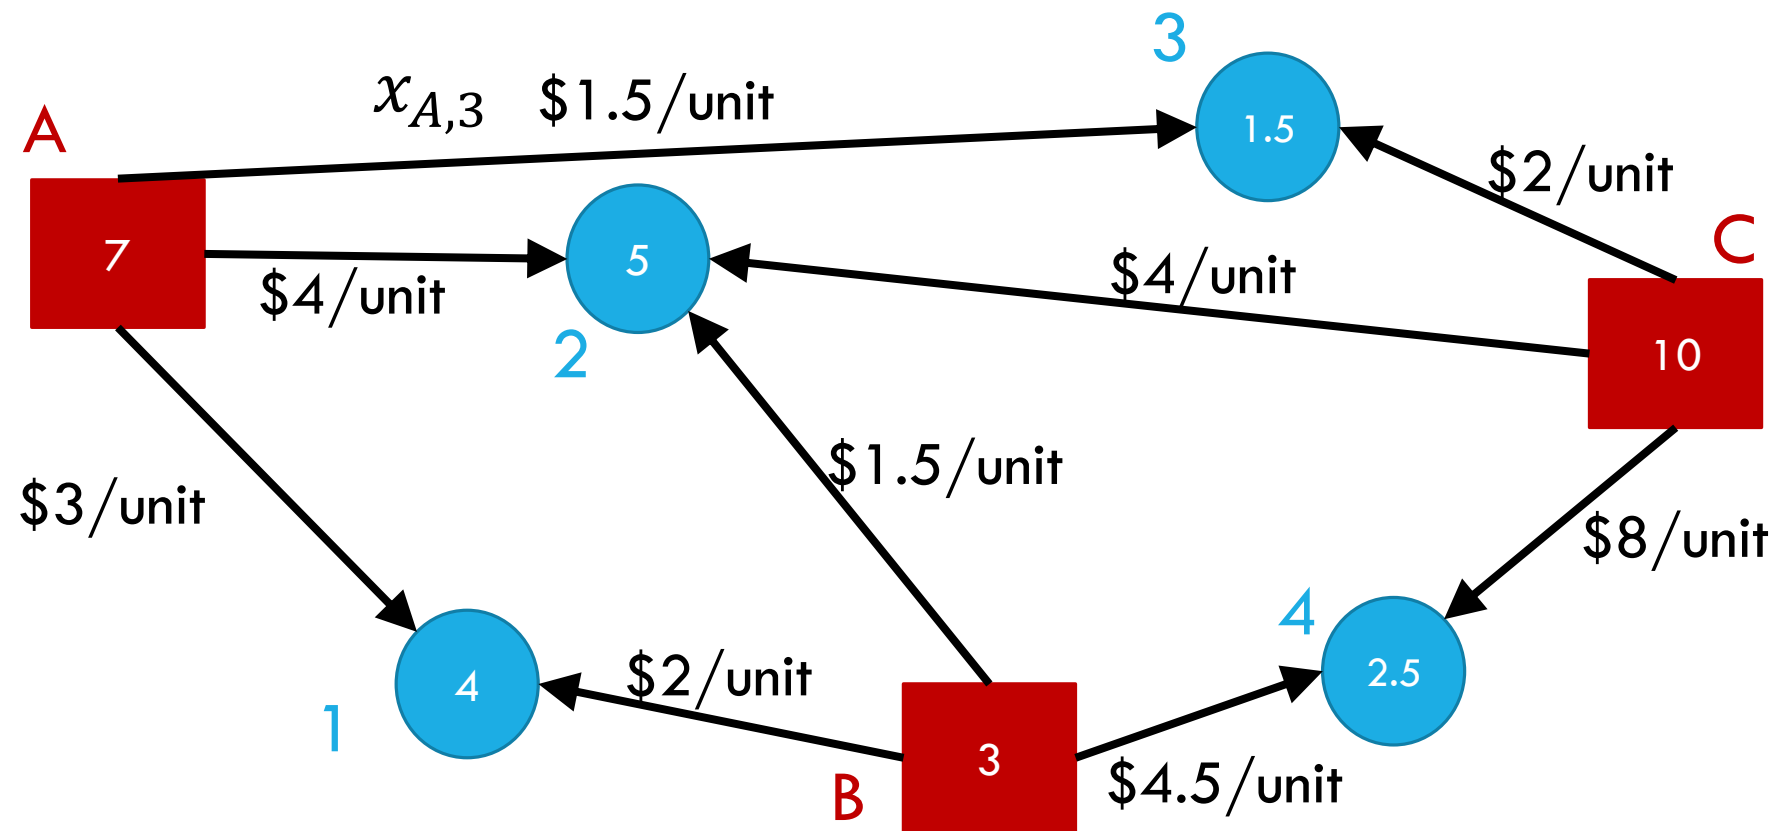 3
x_{A,3} $1.5/unit
A
1.5
$2/unit
C
7
5
$4/unit
$4/unit
2
10
$1.5/unit
$3/unit
$8/unit
4
2.5
$2/unit
4
1
3
$4.5/unit
B